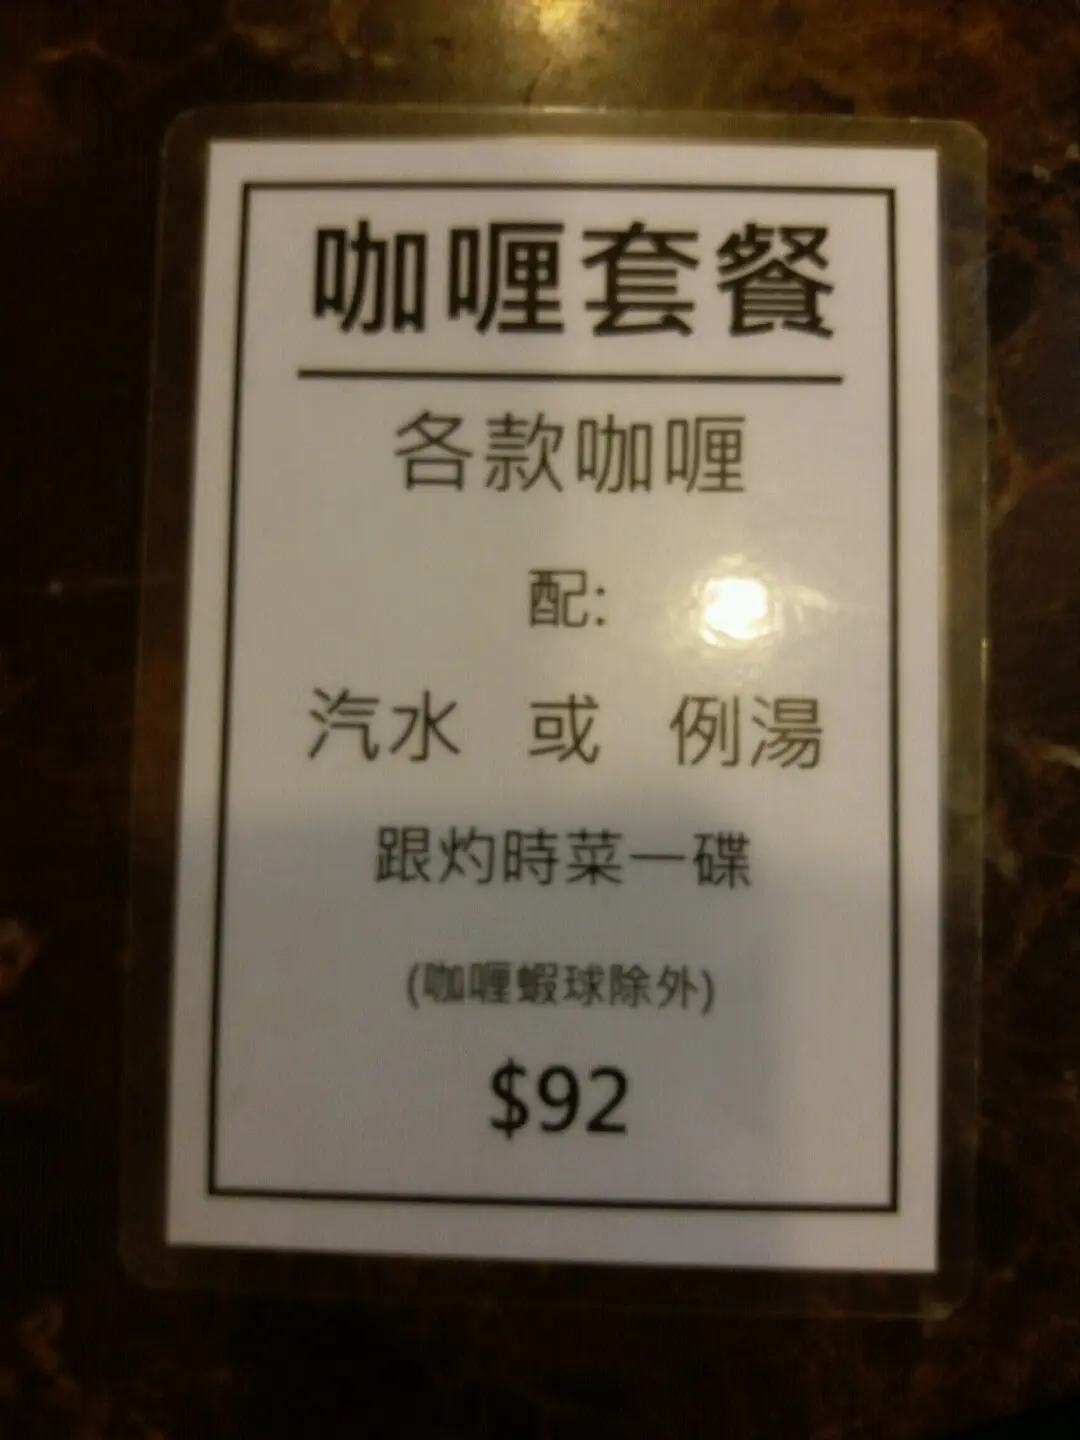 咖喱套餐
各款咖喱
配:
汽水 或 例湯
跟灼時菜一碟
(咖喱蝦球除外)
$92